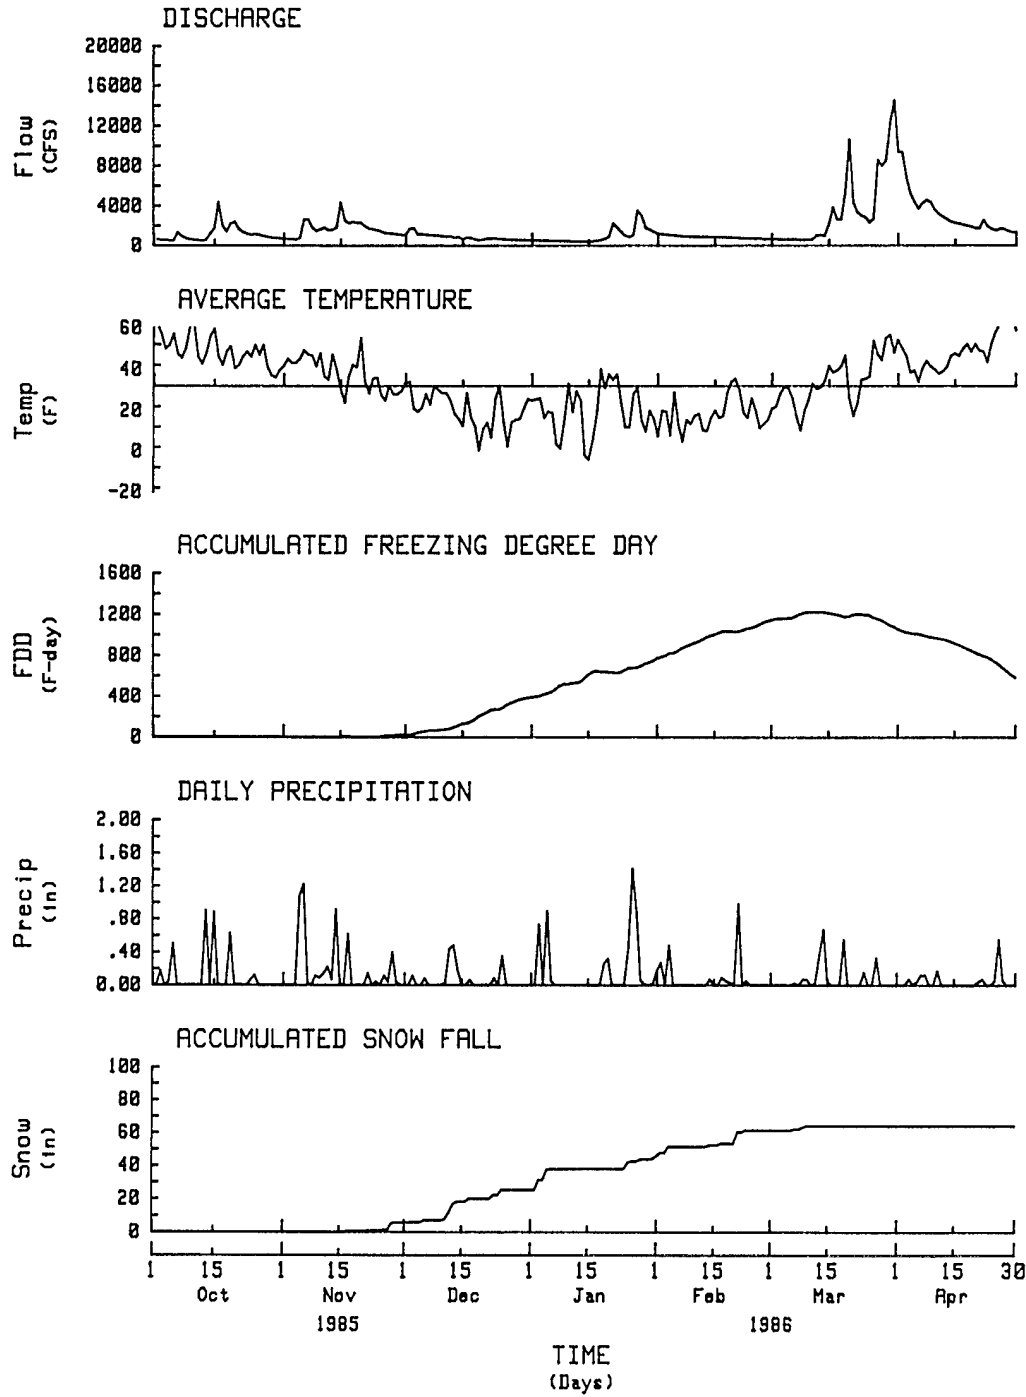 DISCHARGE
20000
16000
12000
8000
4000
0
Flow
(CFS)
AVERAGE TEMPERATURE
60
40
20
0
-20
Temp
(F)
ACCUMULATED FREEZING DEGREE DAY
1600
1200
800
400
0
FDD
(F-day)
DAILY PRECIPITATION
2.00
1.60
1.20
.80
.40
0.00
Precip
(in)
ACCUMULATED SNOW FALL
100
80
60
40
20
0
Snow
(in)
1 15 1 15 1 15 1 15 1 15 1 15 1 15 30
Oct Nov Dec Jan Feb Mar Apr
1985 1986
TIME
(Days)